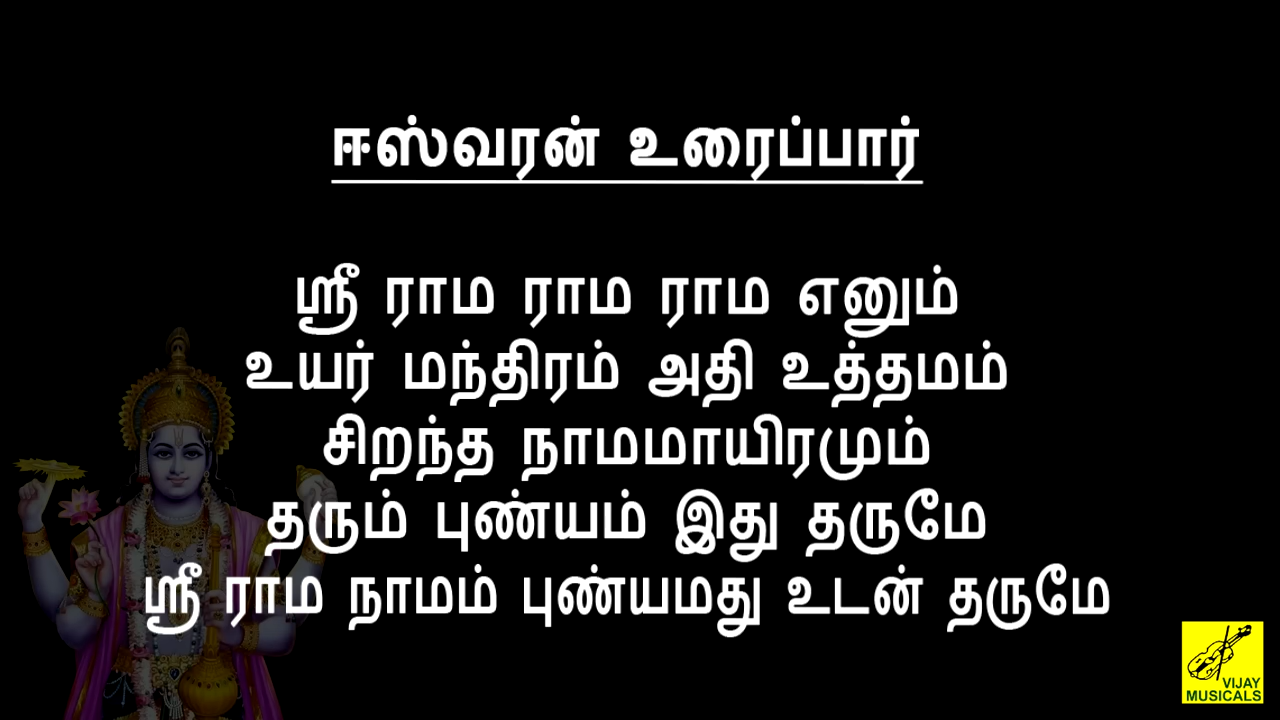 ஈஸ்வரன் உரைப்பார்
ஸ்ரீ ராம ராம ராம எனும்
உயர் மந்திரம் அதி உத்தமம்
சிறந்த நாமமாயிரமும்
தரும் புண்யம் இது தருமே
ஸ்ரீ ராம நாமம் புண்யமது உடன் தருமே
VIJAY
MUSICALS